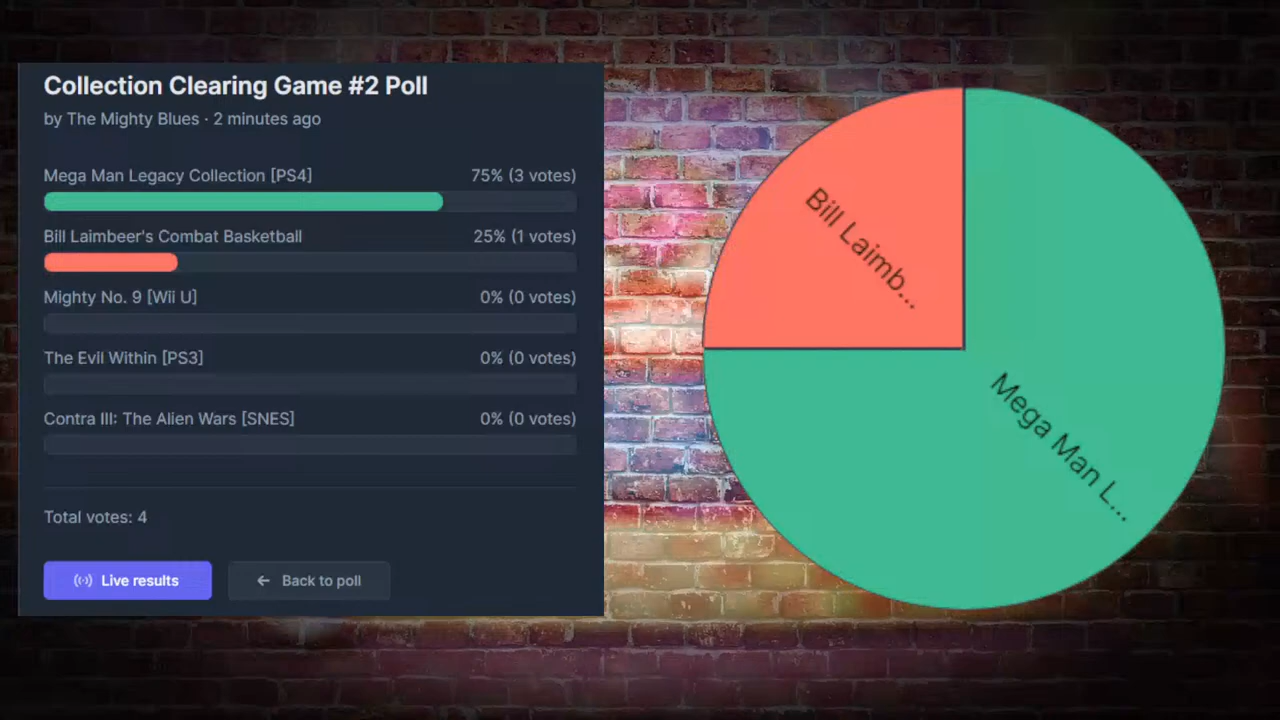 Collection Clearing Game #2 Poll
by The Mighty Blues · 2 minutes ago
Mega Man Legacy Collection [PS4] 75% (3 votes)
Bill Laimbeer's Combat Basketball 25% (1 votes)
Mighty No. 9 [Wii U] 0% (0 votes)
The Evil Within [PS3] 0% (0 votes)
Contra III: The Alien Wars [SNES] 0% (0 votes)
Total votes: 4
Live results
Back to poll
Bill Laimb...
Mega Man L...